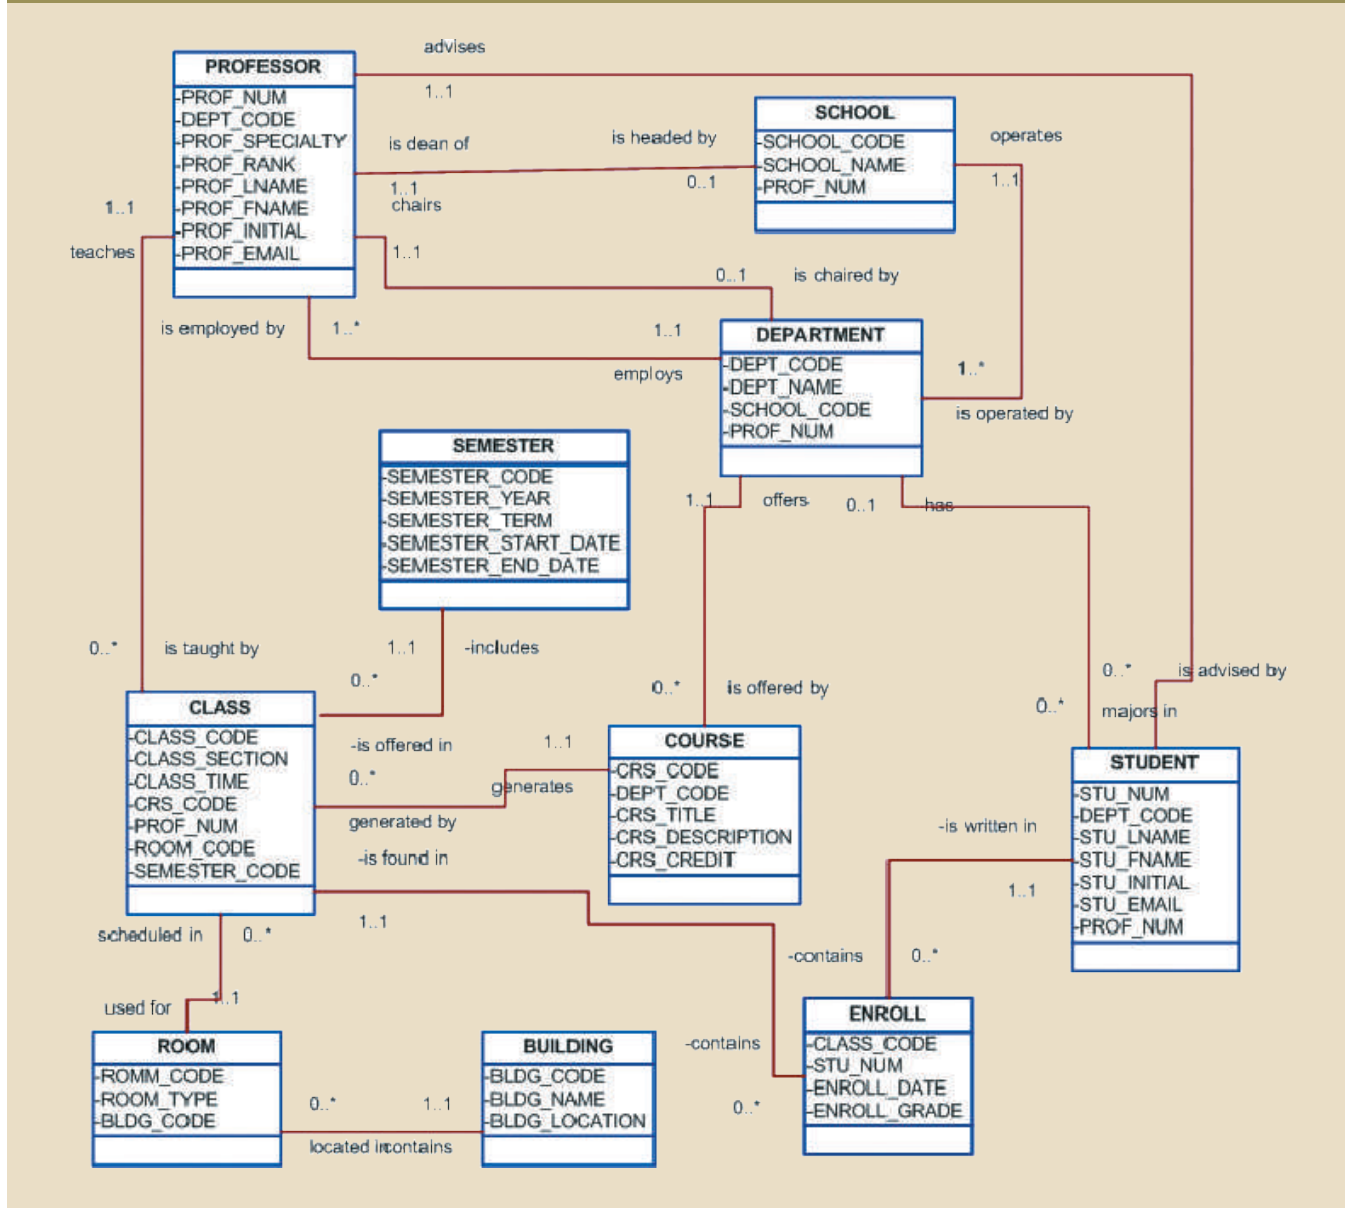 advises
PROFESSOR
-PROF_NUM
-DEPT_CODE
-PROF_SPECIALTY
-PROF_RANK
-PROF_LNAME
-PROF_FNAME
-PROF_INITIAL
-PROF_EMAIL
1..1
is dean of
is headed by
1..1
0..1
SCHOOL
-SCHOOL_CODE
-SCHOOL_NAME
-PROF_NUM
operates
1..1
chairs
1..1
1..1
teaches
0..1
is chaired by
is employed by
1..*
1..1
employs
DEPARTMENT
-DEPT_CODE
-DEPT_NAME
-SCHOOL_CODE
-PROF_NUM
1..*
is operated by
SEMESTER
-SEMESTER_CODE
-SEMESTER_YEAR
-SEMESTER_TERM
-SEMESTER_START_DATE
-SEMESTER_END_DATE
1..1
offers
0..1
has
0..*
is taught by
1..1
-includes
0..*
0..*
is offered by
0..*
is advised by
0..*
majors in
CLASS
-CLASS_CODE
-CLASS_SECTION
-CLASS_TIME
-CRS_CODE
-PROF_NUM
-ROOM_CODE
-SEMESTER_CODE
-is offered in
1..1
0..*
generates
generated by
-is found in
1..1
COURSE
-CRS_CODE
-DEPT_CODE
-CRS_TITLE
-CRS_DESCRIPTION
-CRS_CREDIT
STUDENT
-STU_NUM
-DEPT_CODE
-STU_LNAME
-STU_FNAME
-STU_INITIAL
-STU_EMAIL
-PROF_NUM
-is written in
1..1
scheduled in
0..*
-contains
0..*
1..1
used for
ROOM
-ROMM_CODE
-ROOM_TYPE
-BLDG_CODE
0..*
1..1
located in
contains
BUILDING
-BLDG_CODE
-BLDG_NAME
-BLDG_LOCATION
-contains
0..*
ENROLL
-CLASS_CODE
-STU_NUM
-ENROLL_DATE
-ENROLL_GRADE